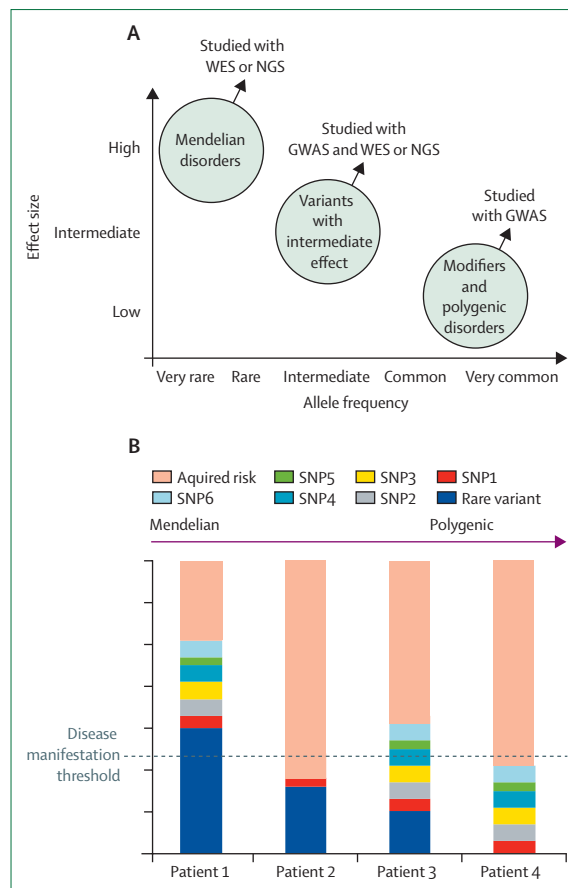 A
Studied with
WES or NGS
Studied with
GWAS and WES or NGS
Studied
with GWAS
Effect size
High
Intermediate
Low
Mendelian
disorders
Variants
with
intermediate
effect
Modifiers
and
polygenic
disorders
Very rare Rare Intermediate Common Very common
Allele frequency
B
Aquired risk SNP5 SNP3 SNP1
SNP6 SNP4 SNP2 Rare variant
Mendelian Polygenic
Disease
manifestation
threshold
Patient 1 Patient 2 Patient 3 Patient 4